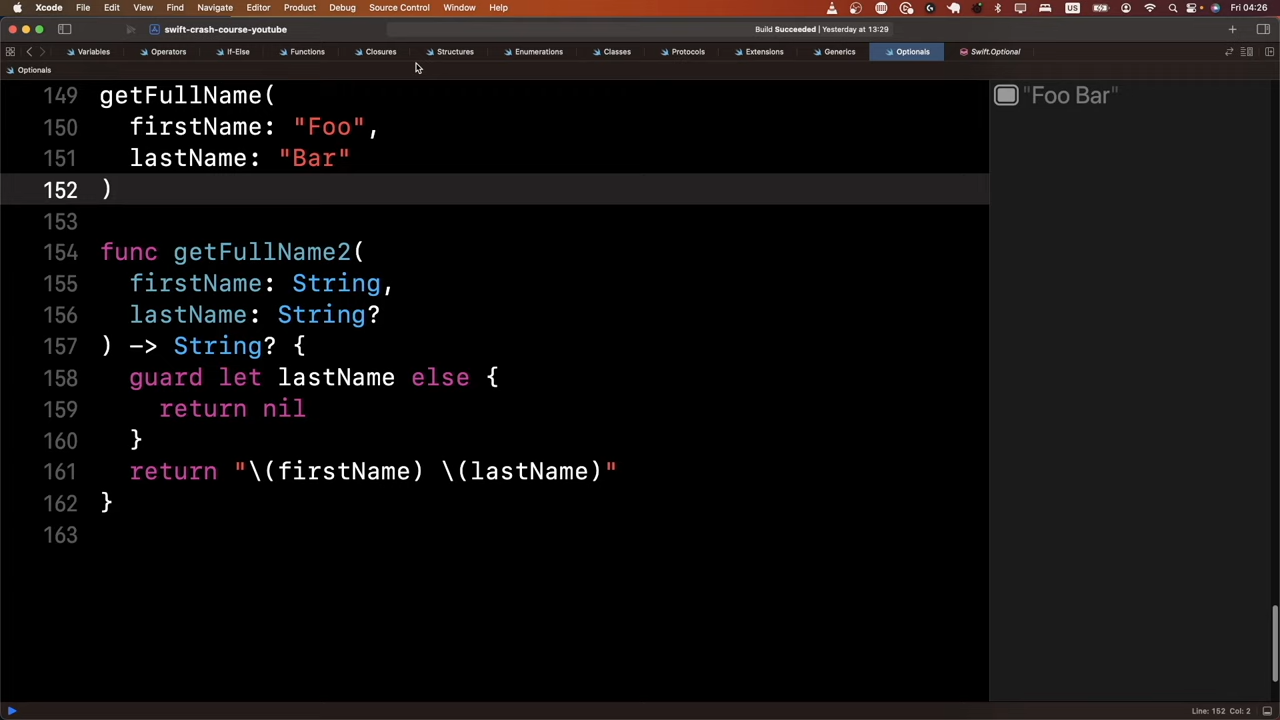 Xcode File Edit View Find Navigate Editor Product Debug Source Control Window Help US Fri 04:26
swift-crash-course-youtube Build Succeeded | Yesterday at 13:29
Variables Operators If-Else Functions Closures Structures Enumerations Classes Protocols Extensions Generics Optionals Swift.Optional
Optionals
149 getFullName( "Foo Bar"
150 firstName: "Foo",
151 lastName: "Bar"
152 )
153
154 func getFullName2(
155 firstName: String,
156 lastName: String?
157 ) -> String? {
158 guard let lastName else {
159 return nil
160 }
161 return "\(firstName) \(lastName)"
162 }
163
Line: 152 Col: 2